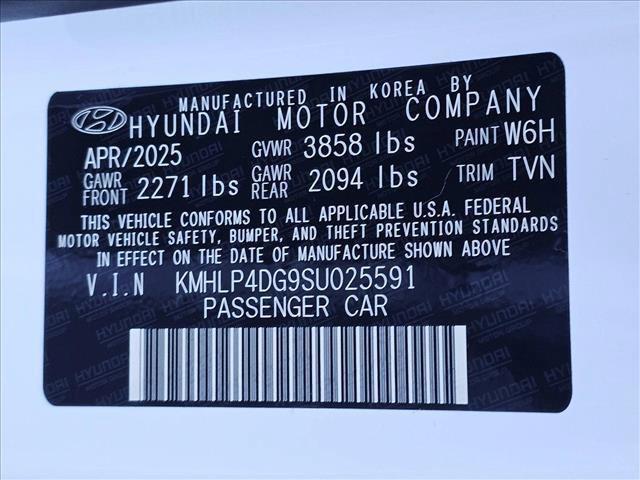 MANUFACTURED IN KOREA BY
HYUNDAI MOTOR COMPANY
APR/2025 GVWR 3858 lbs PAINT W6H
GAWR FRONT 2271 lbs GAWR REAR 2094 lbs TRIM TVN
THIS VEHICLE CONFORMS TO ALL APPLICABLE U.S.A. FEDERAL
MOTOR VEHICLE SAFETY, BUMPER, AND THEFT PREVENTION STANDARDS
IN EFFECT ON THE DATE OF MANUFACTURE SHOWN ABOVE
V.I.N KMHLP4DG9SU025591
PASSENGER CAR